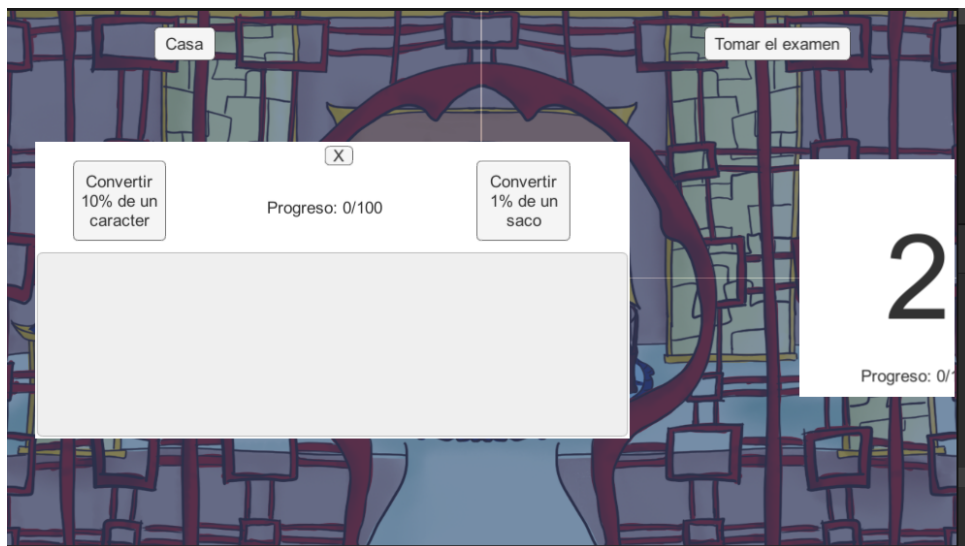 Casa
Tomar el examen
X
Convertir
10% de un
caracter
Progreso: 0/100
Convertir
1% de un
saco
2
Progreso: 0/